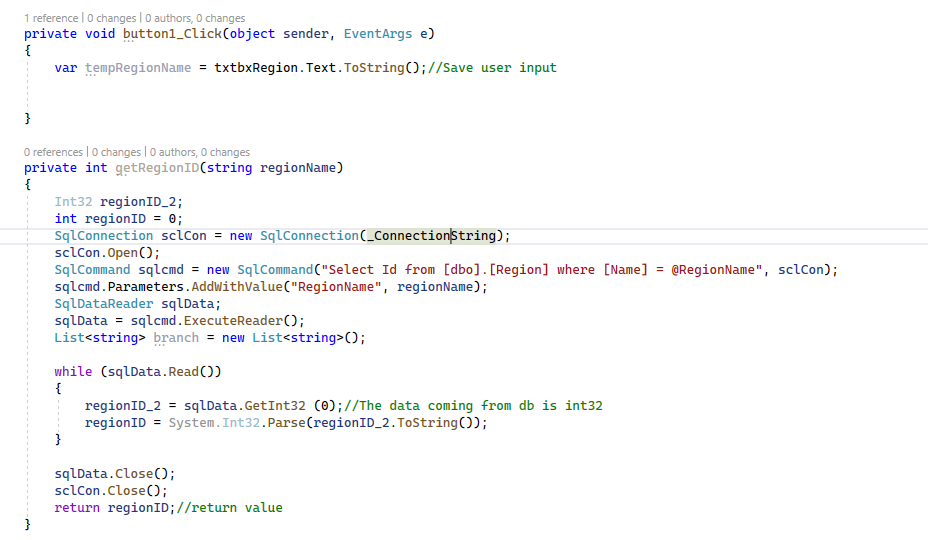 1 reference | 0 changes | 0 authors, 0 changes
private void button1_Click(object sender, EventArgs e)
{
var tempRegionName = txtbxRegion.Text.ToString();//Save user input
}
0 references | 0 changes | 0 authors, 0 changes
private int getRegionID(string regionName)
{
Int32 regionID_2;
int regionID = 0;
SqlConnection sclCon = new SqlConnection(_ConnectionString);
sclCon.Open();
SqlCommand sqlcmd = new SqlCommand("Select Id from [dbo].[Region] where [Name] = @RegionName", sclCon);
sqlcmd.Parameters.AddWithValue("RegionName", regionName);
SqlDataReader sqlData;
sqlData = sqlcmd.ExecuteReader();
List<string> branch = new List<string>();
while (sqlData.Read())
{
regionID_2 = sqlData.GetInt32 (0);//The data coming from db is int32
regionID = System.Int32.Parse(regionID_2.ToString());
}
sqlData.Close();
sclCon.Close();
return regionID;//return value
}